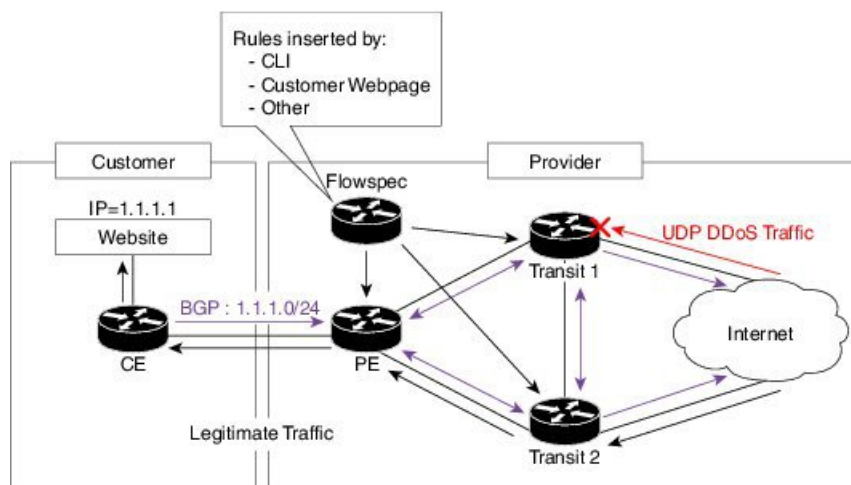 Rules inserted by:
- CLI
- Customer Webpage
- Other
Customer
Provider
Flowspec
IP=1.1.1.1
Website
UDP DDoS Traffic
Transit 1
BGP : 1.1.1.0/24
Internet
CE
PE
Legitimate Traffic
Transit 2